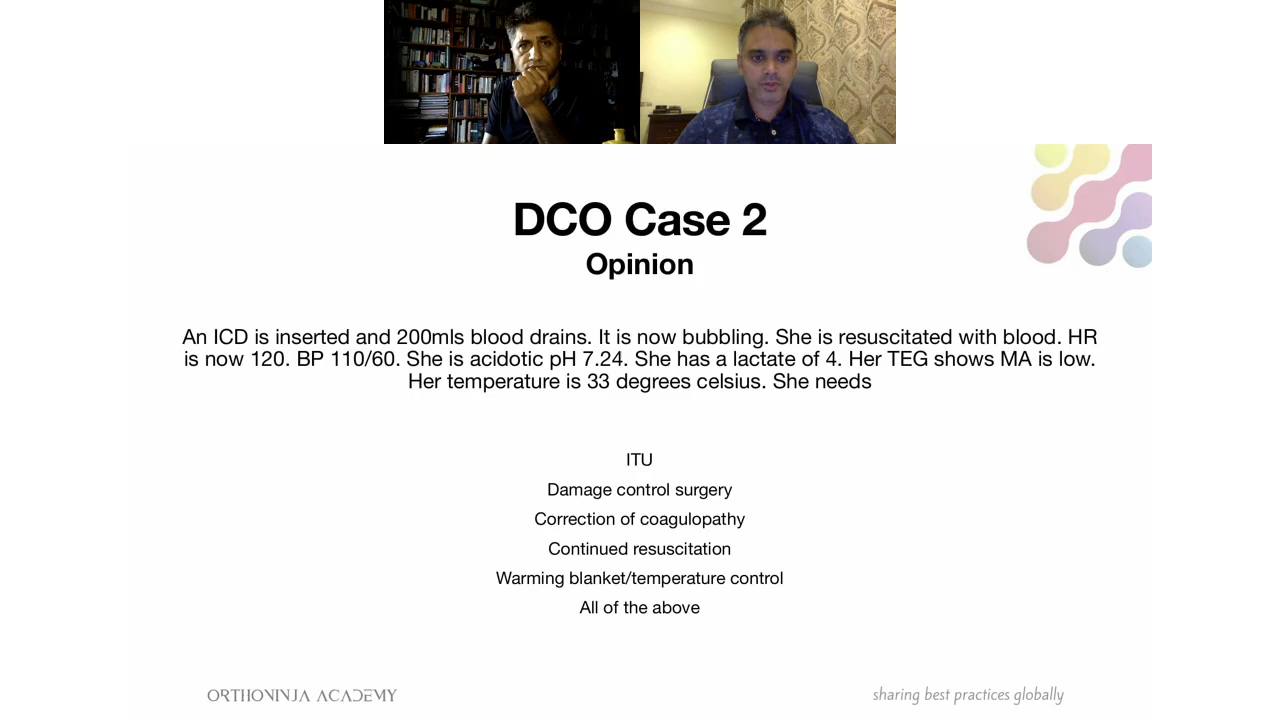 DCO Case 2
Opinion
An ICD is inserted and 200mls blood drains. It is now bubbling. She is resuscitated with blood. HR
is now 120. BP 110/60. She is acidotic pH 7.24. She has a lactate of 4. Her TEG shows MA is low.
Her temperature is 33 degrees celsius. She needs
ITU
Damage control surgery
Correction of coagulopathy
Continued resuscitation
Warming blanket/temperature control
All of the above
ORTHONINJA ACADEMY
sharing best practices globally